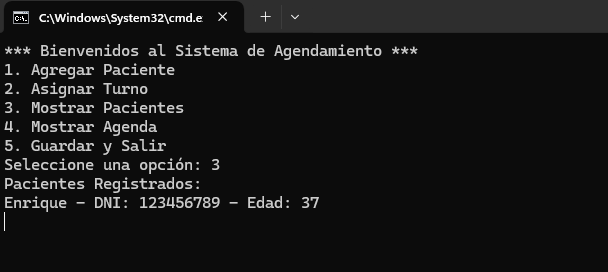 C:\Windows\System32\cmd.e
*** Bienvenidos al Sistema de Agendamiento ***
1. Agregar Paciente
2. Asignar Turno
3. Mostrar Pacientes
4. Mostrar Agenda
5. Guardar y Salir
Seleccione una opción: 3
Pacientes Registrados:
Enrique - DNI: 123456789 - Edad: 37